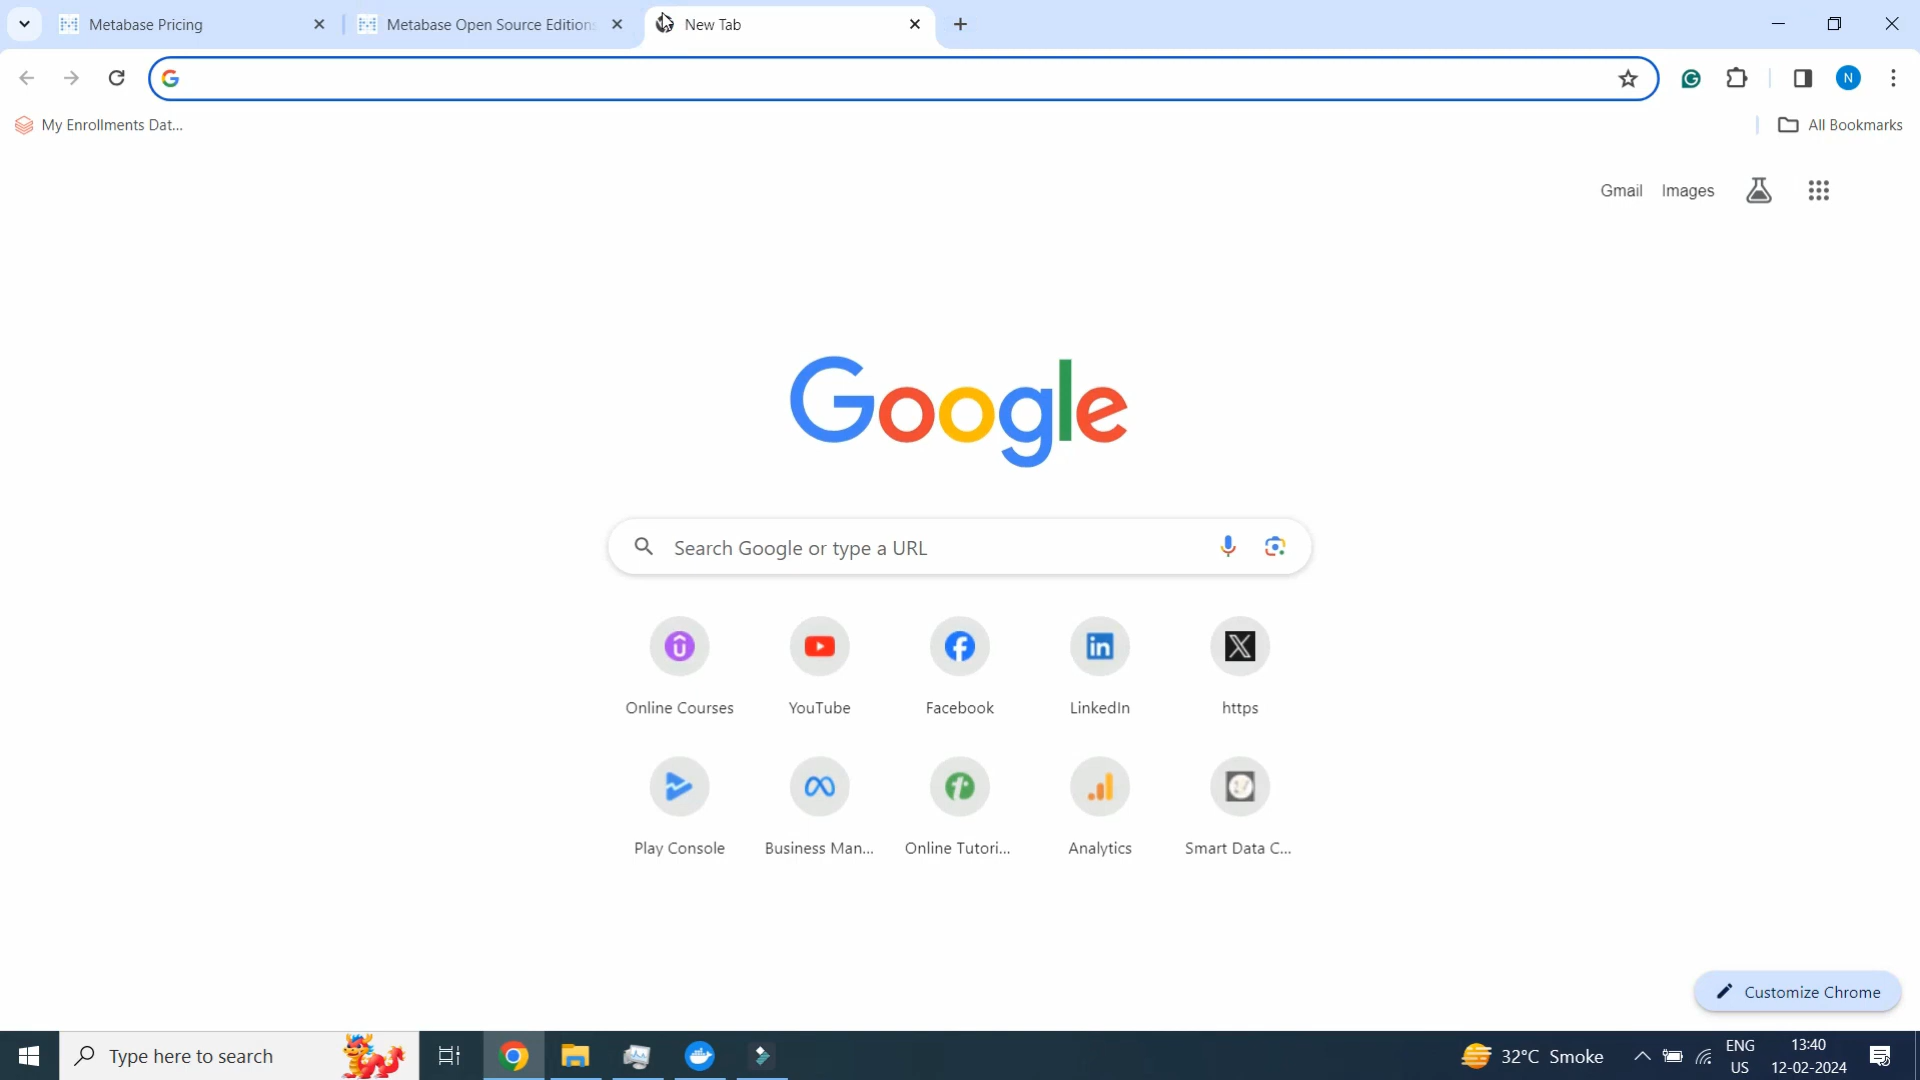 Metabase Pricing
Metabase Open Source Editions
New Tab
My Enrollments Dat...
All Bookmarks
Gmail Images
Google
Search Google or type a URL
Online Courses YouTube Facebook LinkedIn https
Play Console Business Man... Online Tutori... Analytics Smart Data C...
Customize Chrome
Type here to search
32°C Smoke
ENG
US
13:40
12-02-2024